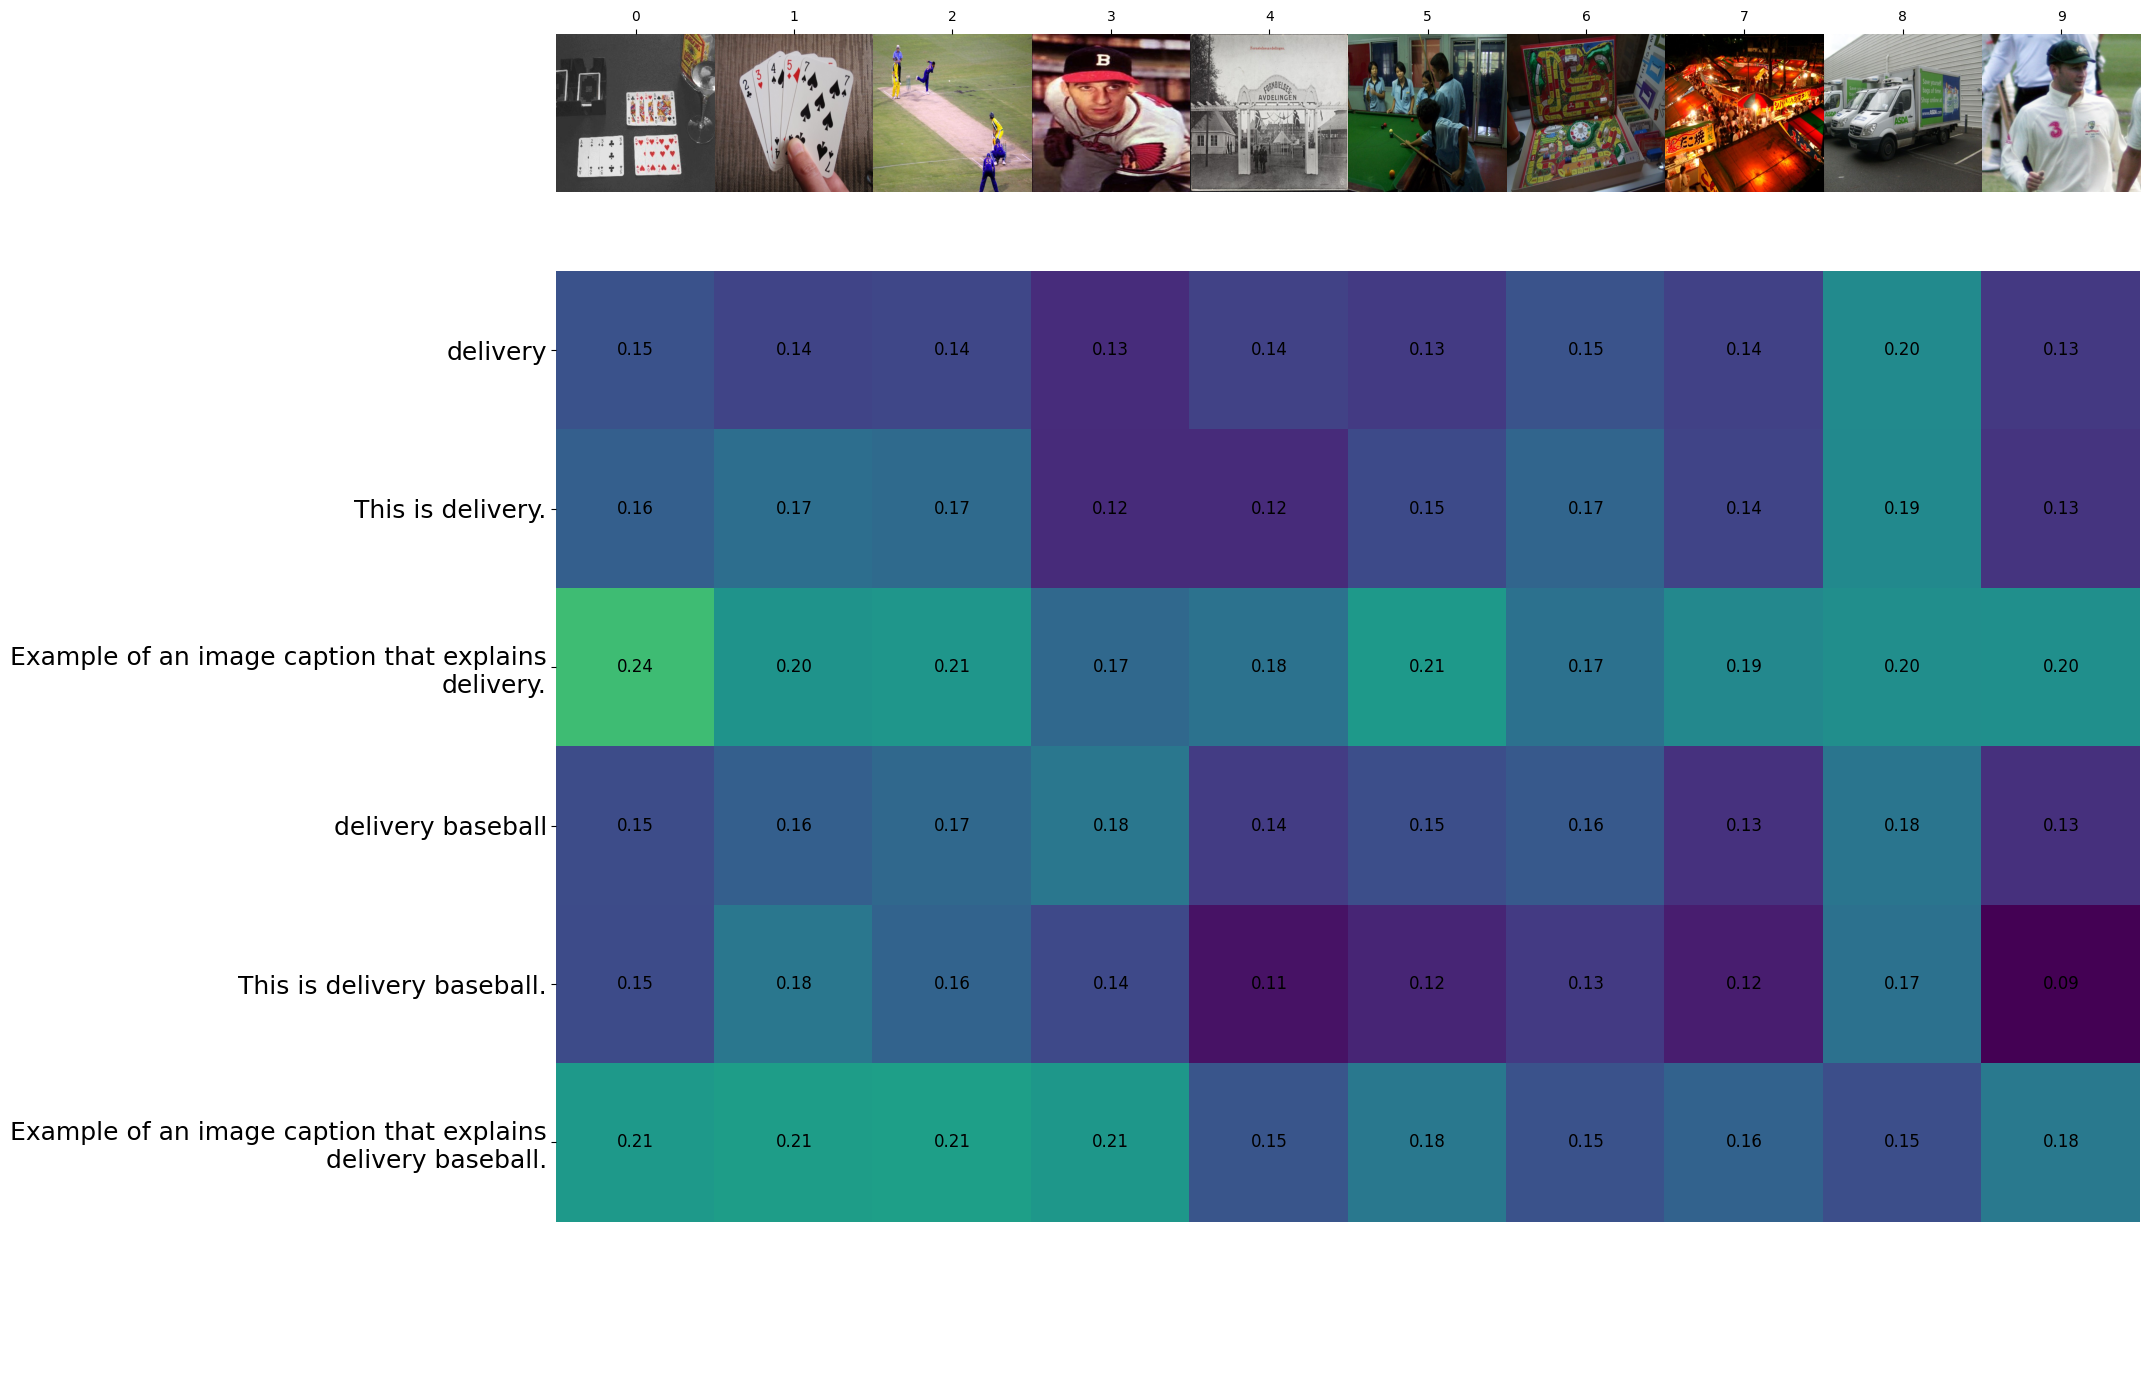 0 1 2 3 4 5 6 7 8 9
B
FOERDELSES
AVDELINGEN
たこ焼
ASDA
3
delivery 0.15 0.14 0.14 0.13 0.14 0.13 0.15 0.14 0.20 0.13
This is delivery. 0.16 0.17 0.17 0.12 0.12 0.15 0.17 0.14 0.19 0.13
Example of an image caption that explains
delivery. 0.24 0.20 0.21 0.17 0.18 0.21 0.17 0.19 0.20 0.20
delivery baseball 0.15 0.16 0.17 0.18 0.14 0.15 0.16 0.13 0.18 0.13
This is delivery baseball. 0.15 0.18 0.16 0.14 0.11 0.12 0.13 0.12 0.17 0.09
Example of an image caption that explains
delivery baseball. 0.21 0.21 0.21 0.21 0.15 0.18 0.15 0.16 0.15 0.18